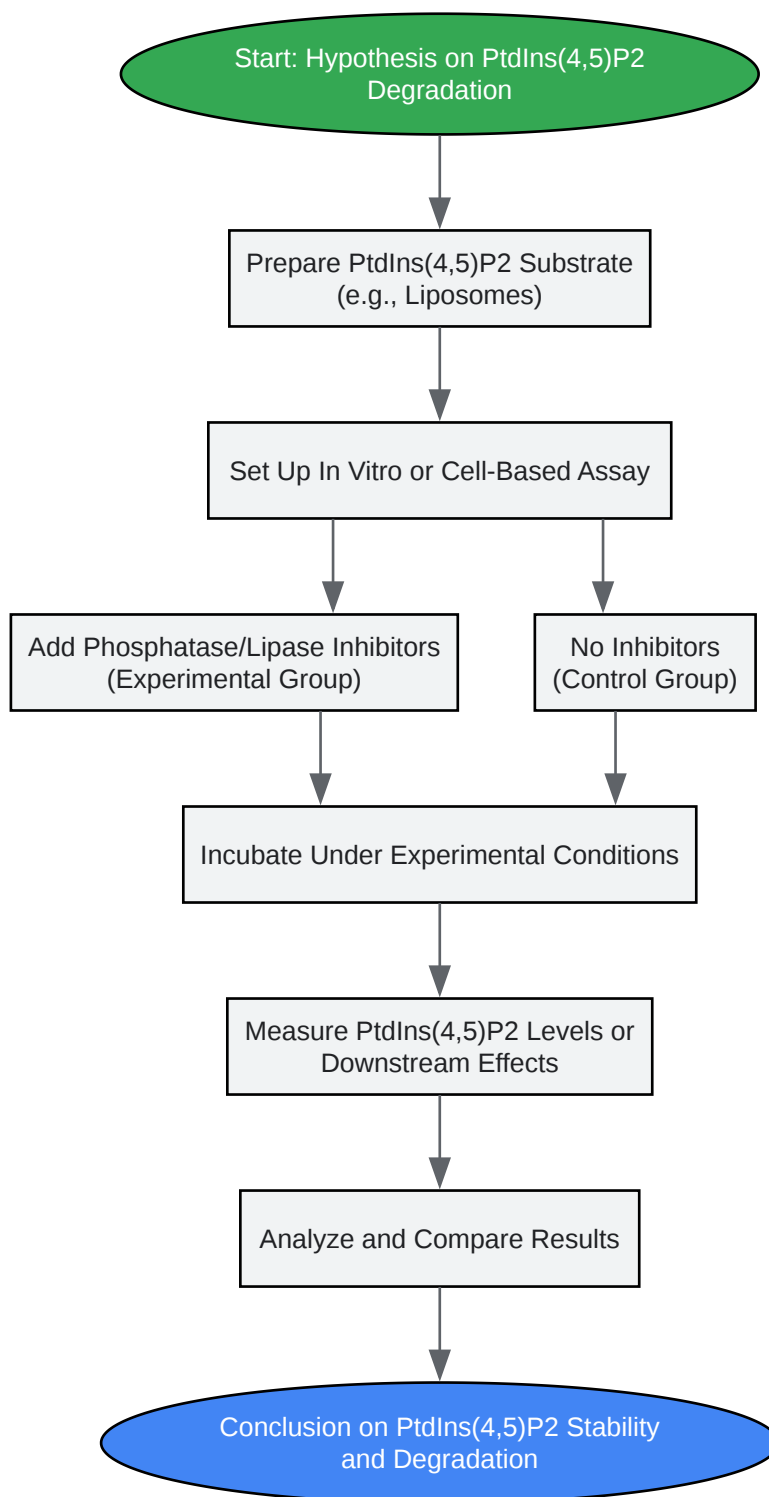 Start: Hypothesis on PtdIns(4,5)P2
Degradation
Prepare PtdIns(4,5)P2 Substrate
(e.g., Liposomes)
Set Up In Vitro or Cell-Based Assay
Add Phosphatase/Lipase Inhibitors
(Experimental Group)
No Inhibitors
(Control Group)
Incubate Under Experimental Conditions
Measure PtdIns(4,5)P2 Levels or
Downstream Effects
Analyze and Compare Results
Conclusion on PtdIns(4,5)P2 Stability
and Degradation